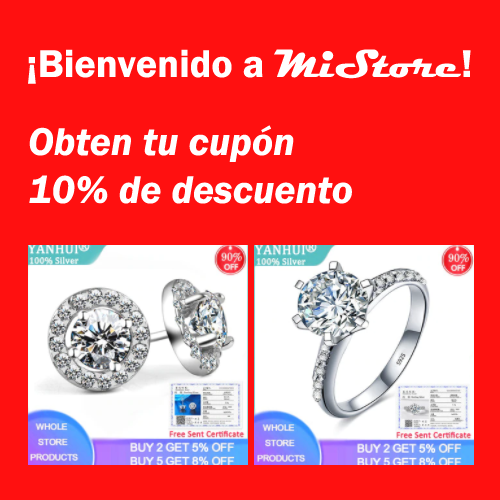 ¡Bienvenido a MiStore!
Obten tu cupón
10% de descuento
YANHUI®
100% Silver
90%
OFF
WHOLE
STORE
PRODUCTS
Free Sent Certificate
BUY 2 GET 5% OFF
BUY 5 GET 8% OFF
YANHUI®
100% Silver
90%
OFF
S925
WHOLE
STORE
PRODUCTS
Free Sent Certificate
BUY 2 GET 5% OFF
BUY 5 GET 8% OFF